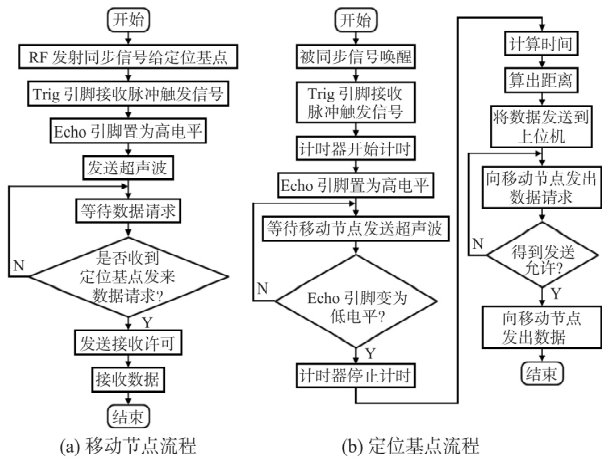 开始
RF 发射同步信号给定位基点
Trig 引脚接收脉冲触发信号
Echo 引脚置为高电平
发送超声波
等待数据请求
是否收到
定位基点发来
数据请求?
N
Y
发送接收许可
接收数据
结束
(a) 移动节点流程
开始
被同步信号唤醒
Trig 引脚接收
脉冲触发信号
计时器开始计时
Echo 引脚置为高电平
等待移动节点发送超声波
Echo 引脚变为
低电平?
N
Y
计时器停止计时
计算时间
算出距离
将数据发送到
上位机
向移动节点发出
数据请求
得到发送
允许?
N
Y
向移动节点
发出数据
结束
(b) 定位基点流程